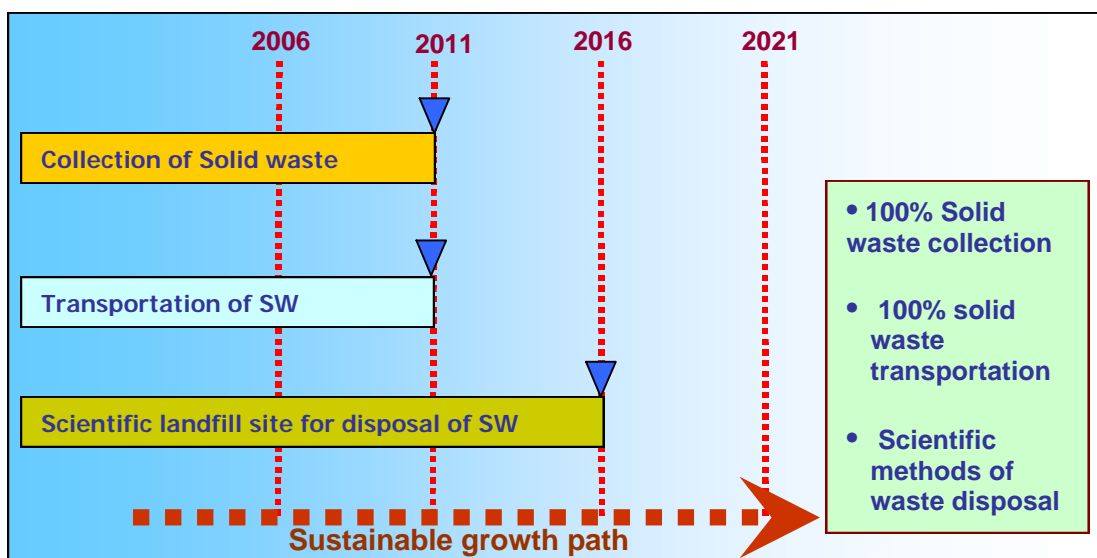 2006 2011 2016 2021
Collection of Solid waste
Transportation of SW
Scientific landfill site for disposal of SW
• 100% Solid
waste collection
• 100% solid
waste
transportation
• Scientific
methods of
waste disposal
Sustainable growth path